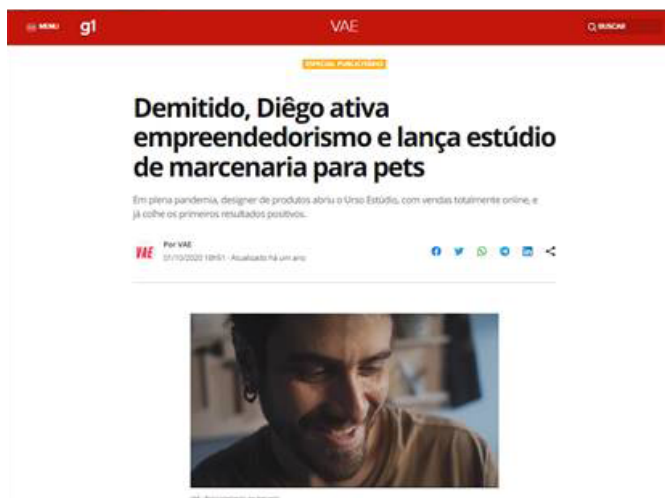 MENU
g1
VAE
BUSCAR
ESPECIAL PUBLICITÁRIO
Demitido, Diêgo ativa
empreendedorismo e lança estúdio
de marcenaria para pets
Em plena pandemia, designer de produtos abriu o Urso Estúdio, com vendas totalmente online, e
já colhe os primeiros resultados positivos.
VAE
Por VAE
01/10/2020 18h51 · Atualizado há um ano